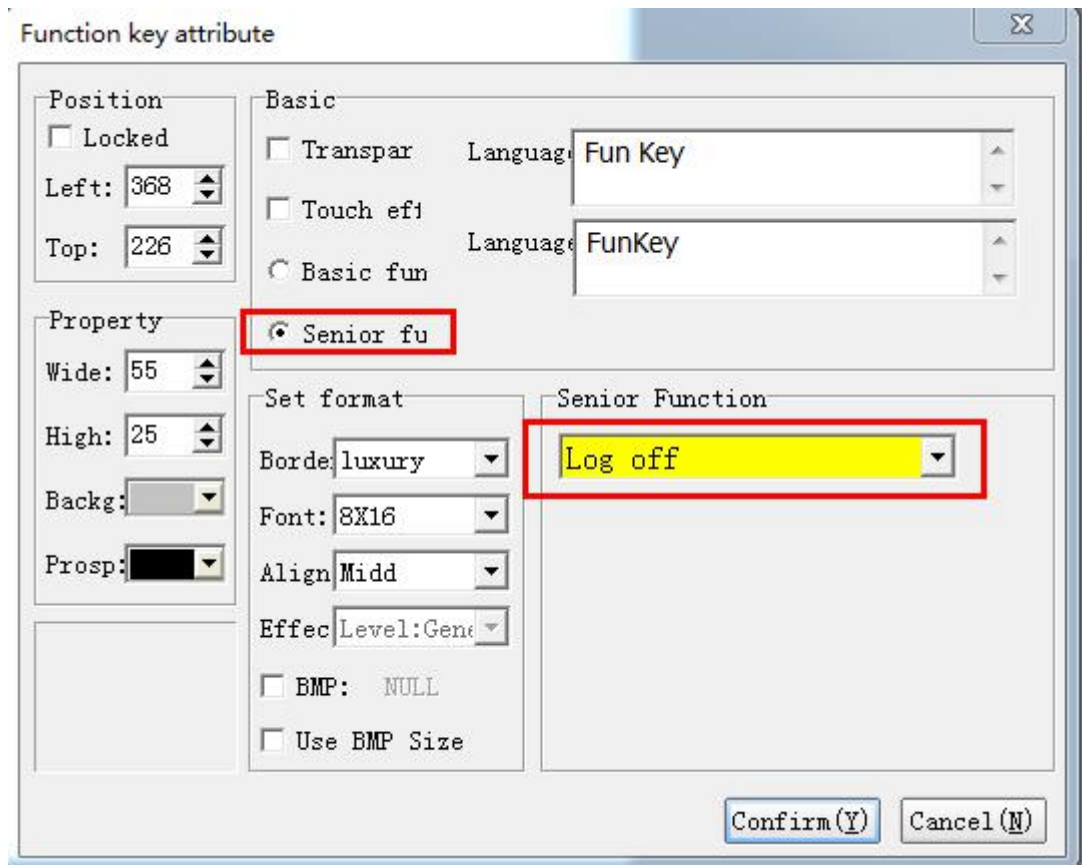 Function key attribute
Position
Locked
Left: 368
Top: 226
Basic
Transpar
Touch ef
Basic fun
Senior fu
Languag Fun Key
Language FunKey
Property
Wide: 55
High: 25
Backg:
Prosp:
Set format
Borde luxury
Font: 8X16
Align Midd
Effec Level:Gene
BMP: NULL
Use BMP Size
Senior Function
Log off
Confirm(Y)
Cancel(N)